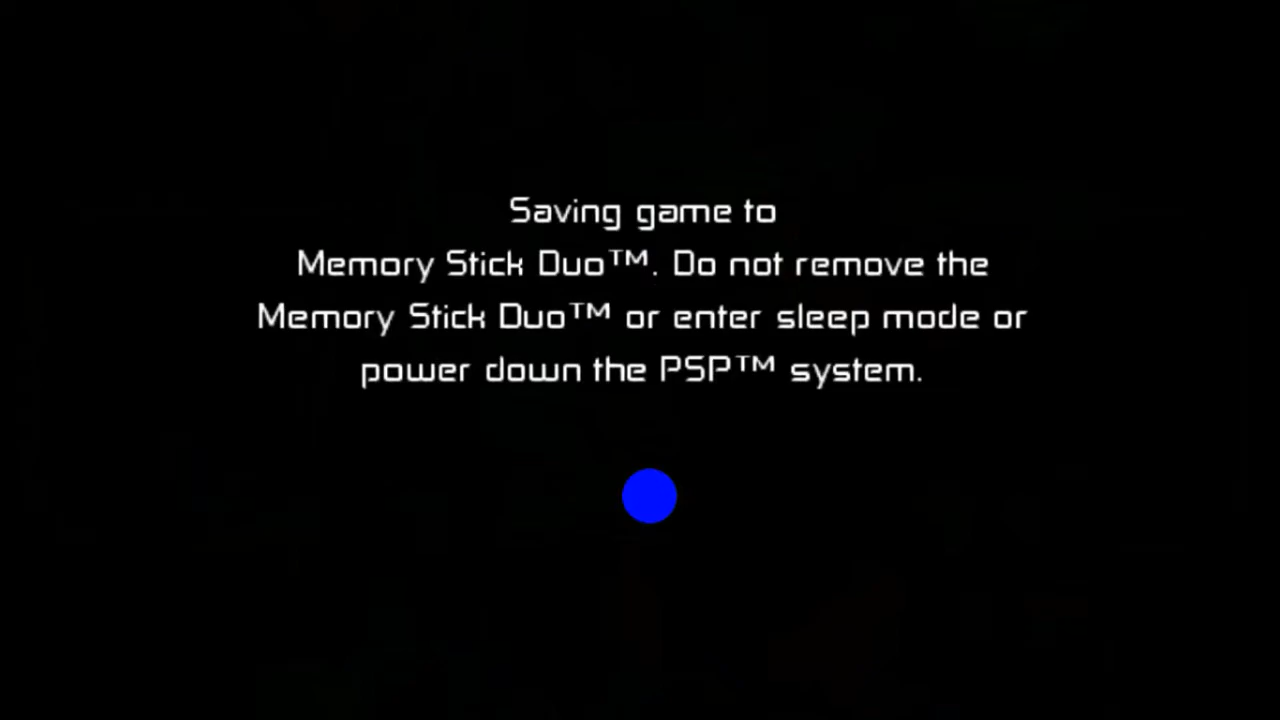 Saving game to
Memory Stick Duo™. Do not remove the
Memory Stick Duo™ or enter sleep mode or
power down the PSP™ system.